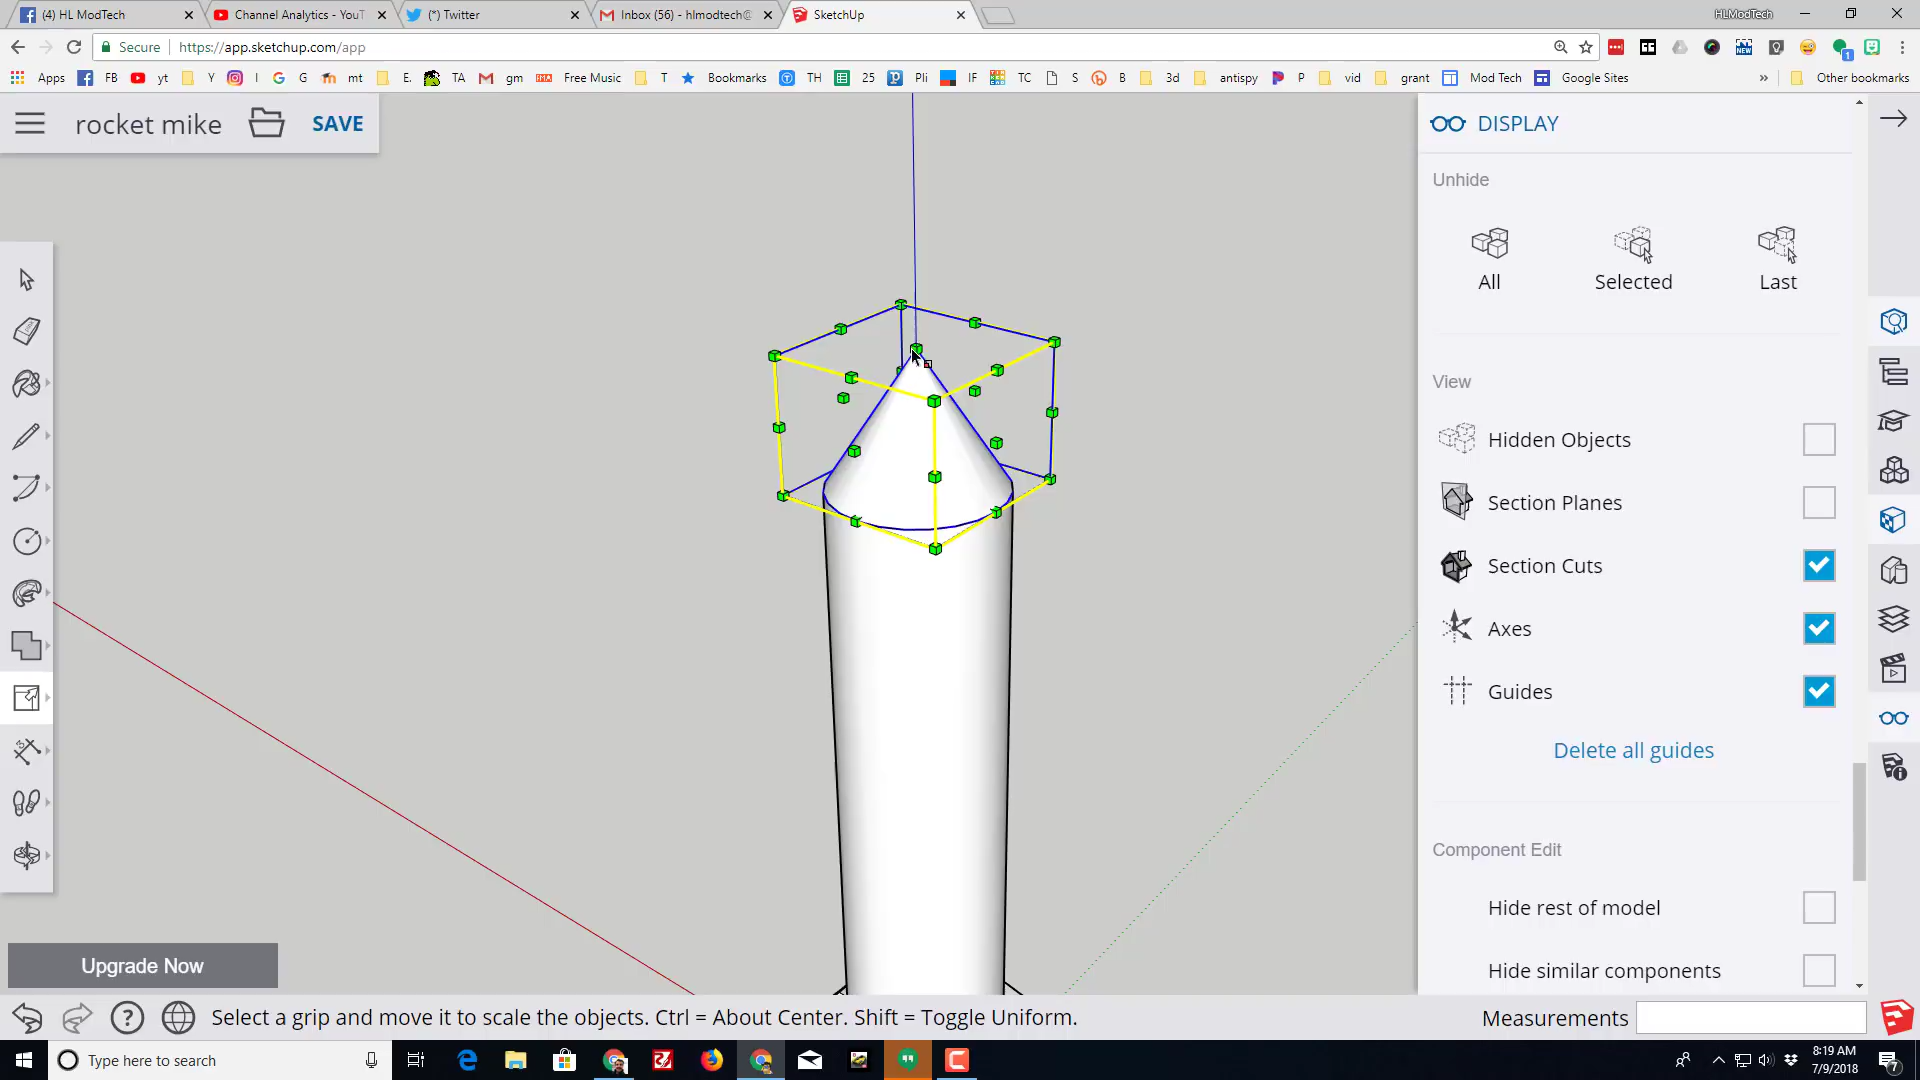 (4) HL ModTech
Channel Analytics - YouT
(*) Twitter
Inbox (56) - hlmodtech@
SketchUp
HLModTech
Secure
https://app.sketchup.com/app
Apps FB yt Y I G mt E. TA gm Free Music T Bookmarks TH 25 Pli IF TC S B 3d antispy P vid grant Mod Tech Google Sites » Other bookmarks
rocket mike
SAVE
DISPLAY
Unhide
All Selected Last
View
Hidden Objects
Section Planes
Section Cuts
Axes
Guides
Delete all guides
Component Edit
Hide rest of model
Hide similar components
Upgrade Now
Select a grip and move it to scale the objects. Ctrl = About Center. Shift = Toggle Uniform.
Measurements
Type here to search
8:19 AM
7/9/2018